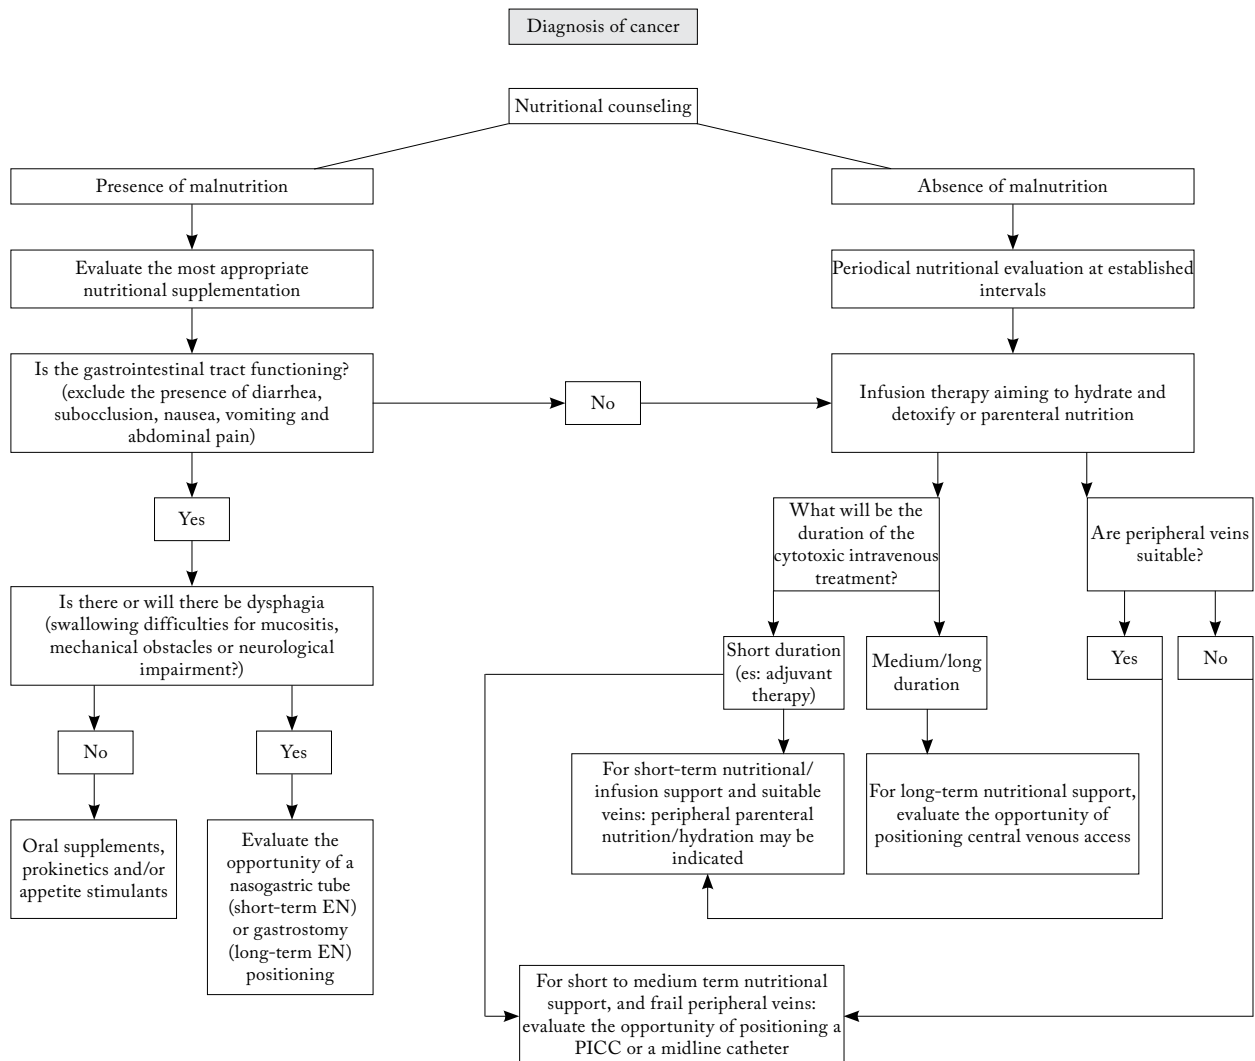 Diagnosis of cancer
Nutritional counseling
Presence of malnutrition
Absence of malnutrition
Evaluate the most appropriate
nutritional supplementation
Periodical nutritional evaluation at established
intervals
Is the gastrointestinal tract functioning?
(exclude the presence of diarrhea,
subocclusion, nausea, vomiting and
abdominal pain)
No
Infusion therapy aiming to hydrate and
detoxify or parenteral nutrition
Yes
What will be the
duration of the
cytotoxic intravenous
treatment?
Are peripheral veins
suitable?
Is there or will there be dysphagia
(swallowing difficulties for mucositis,
mechanical obstacles or neurological
impairment?)
Short duration
(es: adjuvant
therapy)
Medium/long
duration
Yes
No
No
Yes
For short-term nutritional/
infusion support and suitable
veins: peripheral parenteral
nutrition/hydration may be
indicated
For long-term nutritional support,
evaluate the opportunity of
positioning central venous access
Oral supplements,
prokinetics and/or
appetite stimulants
Evaluate the
opportunity of a
nasogastric tube
(short-term EN)
or gastrostomy
(long-term EN)
positioning
For short to medium term nutritional
support, and frail peripheral veins:
evaluate the opportunity of positioning a
PICC or a midline catheter